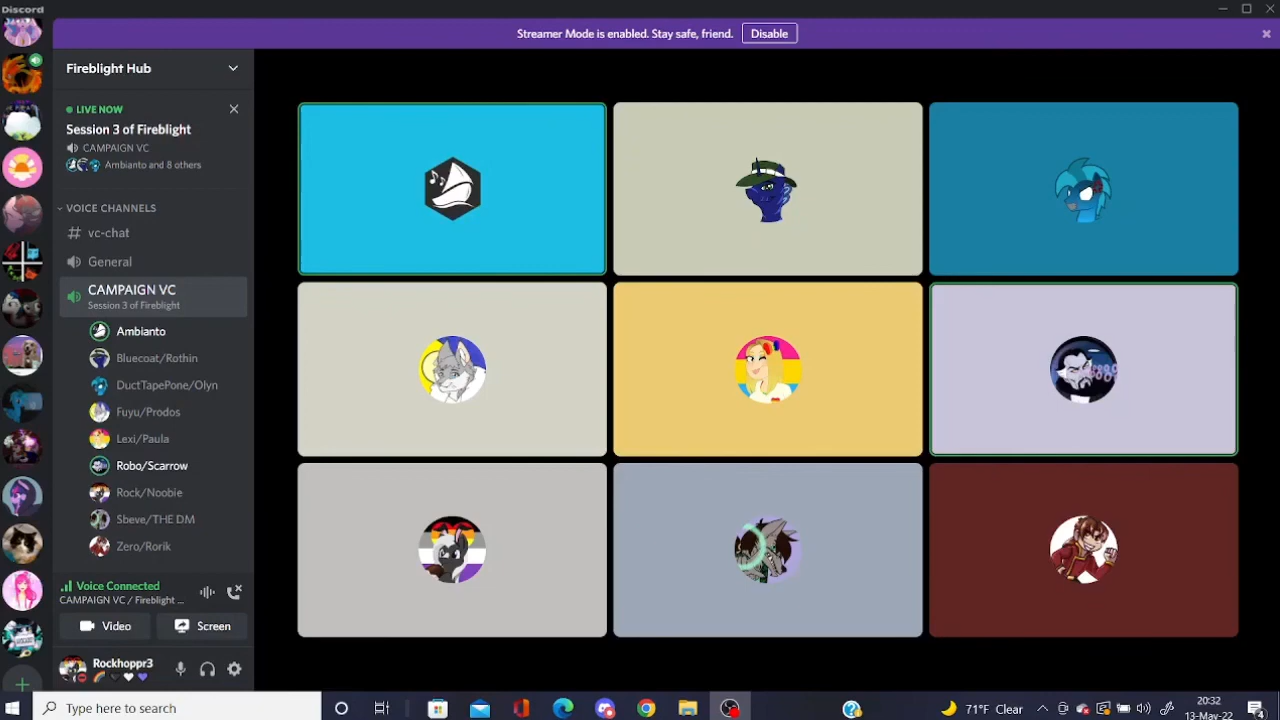 Discord
Streamer Mode is enabled. Stay safe, friend.
Disable
Fireblight Hub
LIVE NOW
Session 3 of Fireblight
CAMPAIGN VC
Ambianto and 8 others
VOICE CHANNELS
vc-chat
General
CAMPAIGN VC
Session 3 of Fireblight
Ambianto
Bluecoat/Rothin
DuctTapePone/Olyn
Fuyu/Prodos
Lexi/Paula
Robo/Scarrow
Rock/Noobie
Sbeve/THE DM
Zero/Rorik
Voice Connected
CAMPAIGN VC / Fireblight ...
Video
Screen
Rockhoppr3
Type here to search
71°F Clear
20:32
13-May-22